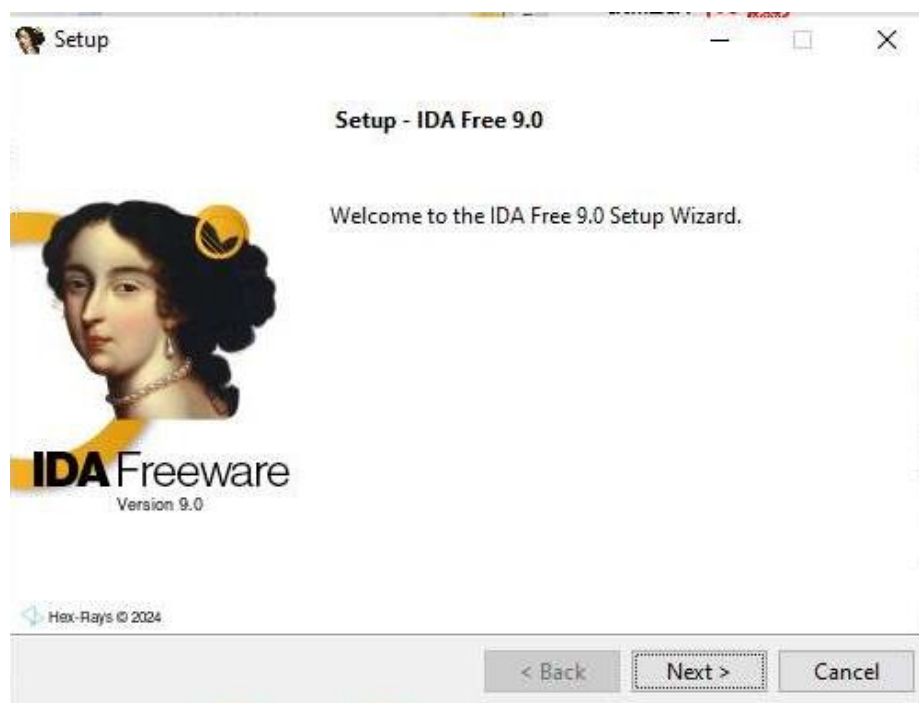 Setup
Setup - IDA Free 9.0
Welcome to the IDA Free 9.0 Setup Wizard.
IDA Freeware
Version 9.0
Hex-Rays © 2024
< Back
Next >
Cancel